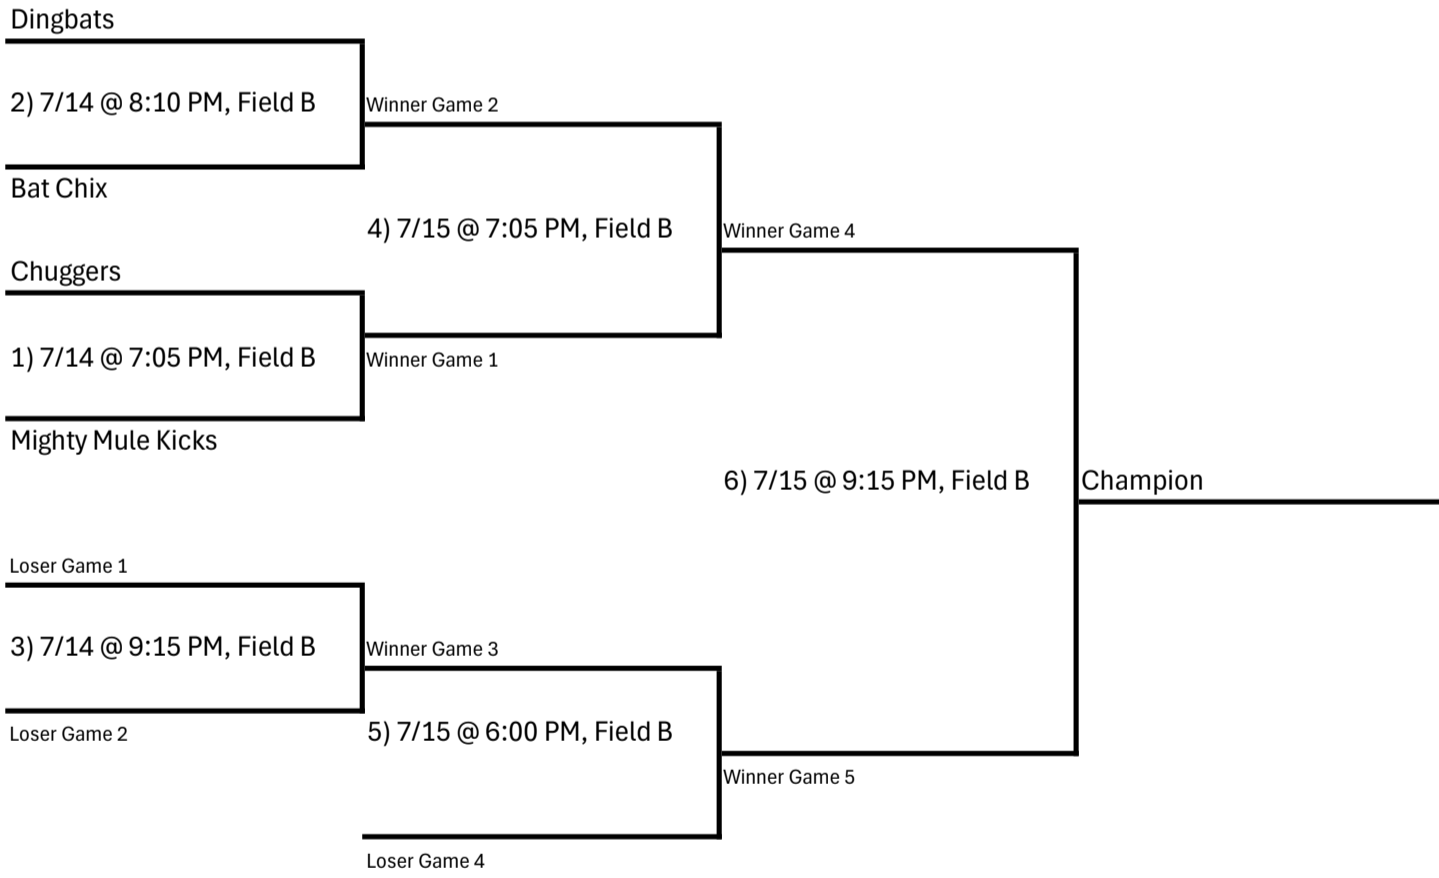 Dingbats
2) 7/14 @ 8:10 PM, Field B
Winner Game 2
Bat Chix
4) 7/15 @ 7:05 PM, Field B
Winner Game 4
Chuggers
1) 7/14 @ 7:05 PM, Field B
Winner Game 1
Mighty Mule Kicks
6) 7/15 @ 9:15 PM, Field B
Champion
Loser Game 1
3) 7/14 @ 9:15 PM, Field B
Winner Game 3
Loser Game 2
5) 7/15 @ 6:00 PM, Field B
Winner Game 5
Loser Game 4